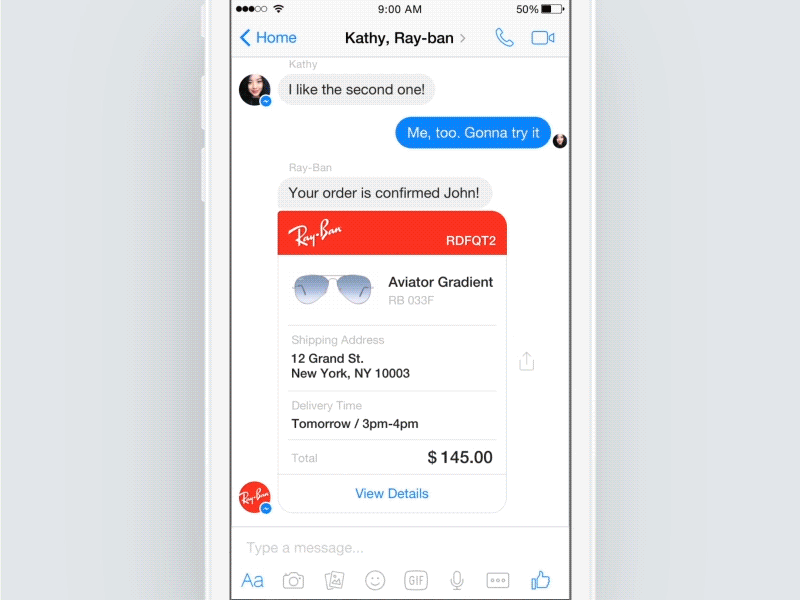 9:00 AM
50%
Home
Kathy, Ray-ban
Kathy
I like the second one!
Me, too. Gonna try it
Ray-Ban
Your order is confirmed John!
Ray-Ban
RDFQT2
Aviator Gradient
RB 033F
Shipping Address
12 Grand St.
New York, NY 10003
Delivery Time
Tomorrow / 3pm-4pm
Total
$ 145.00
View Details
Ray-Ban
Type a message...
Aa
GIF